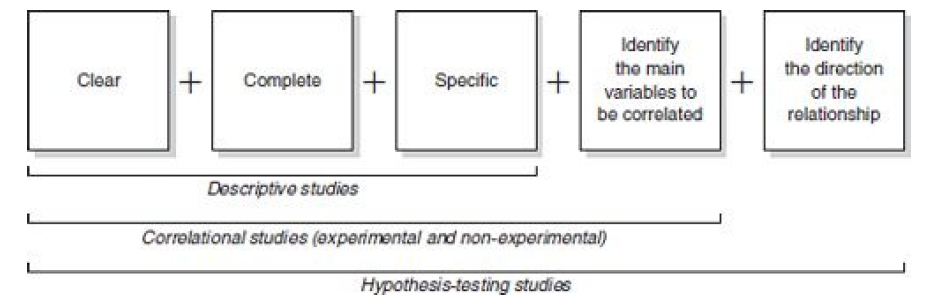 Clear + Complete + Specific + Identify the main variables to be correlated + Identify the direction of the relationship
Descriptive studies
Correlational studies (experimental and non-experimental)
Hypothesis-testing studies